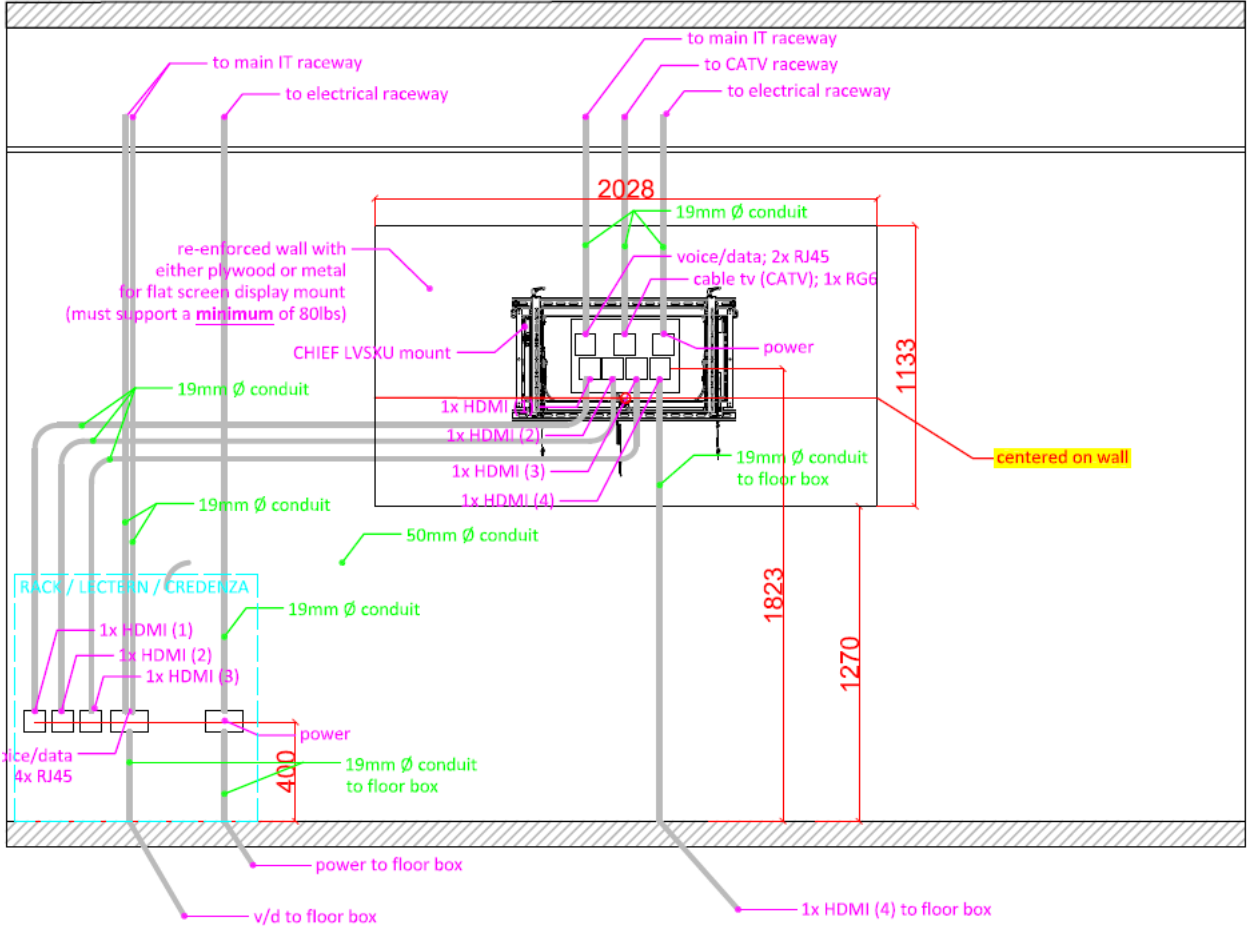 to main IT raceway
to CATV raceway
to electrical raceway
to main IT raceway
to electrical raceway
2028
19mm Ø conduit
re-enforced wall with
either plywood or metal
for flat screen display mount
(must support a minimum of 80lbs)
voice/data; 2x RJ45
cable tv (CATV); 1x RG6
CHIEF LVSXU mount
power
1133
19mm Ø conduit
1x HDMI (1)
1x HDMI (2)
1x HDMI (3)
1x HDMI (4)
19mm Ø conduit
to floor box
centered on wall
19mm Ø conduit
50mm Ø conduit
RACK / LECTERN / CREDENZA
19mm Ø conduit
1823
1270
1x HDMI (1)
1x HDMI (2)
1x HDMI (3)
power
oice/data
4x RJ45
400
19mm Ø conduit
to floor box
power to floor box
v/d to floor box
1x HDMI (4) to floor box